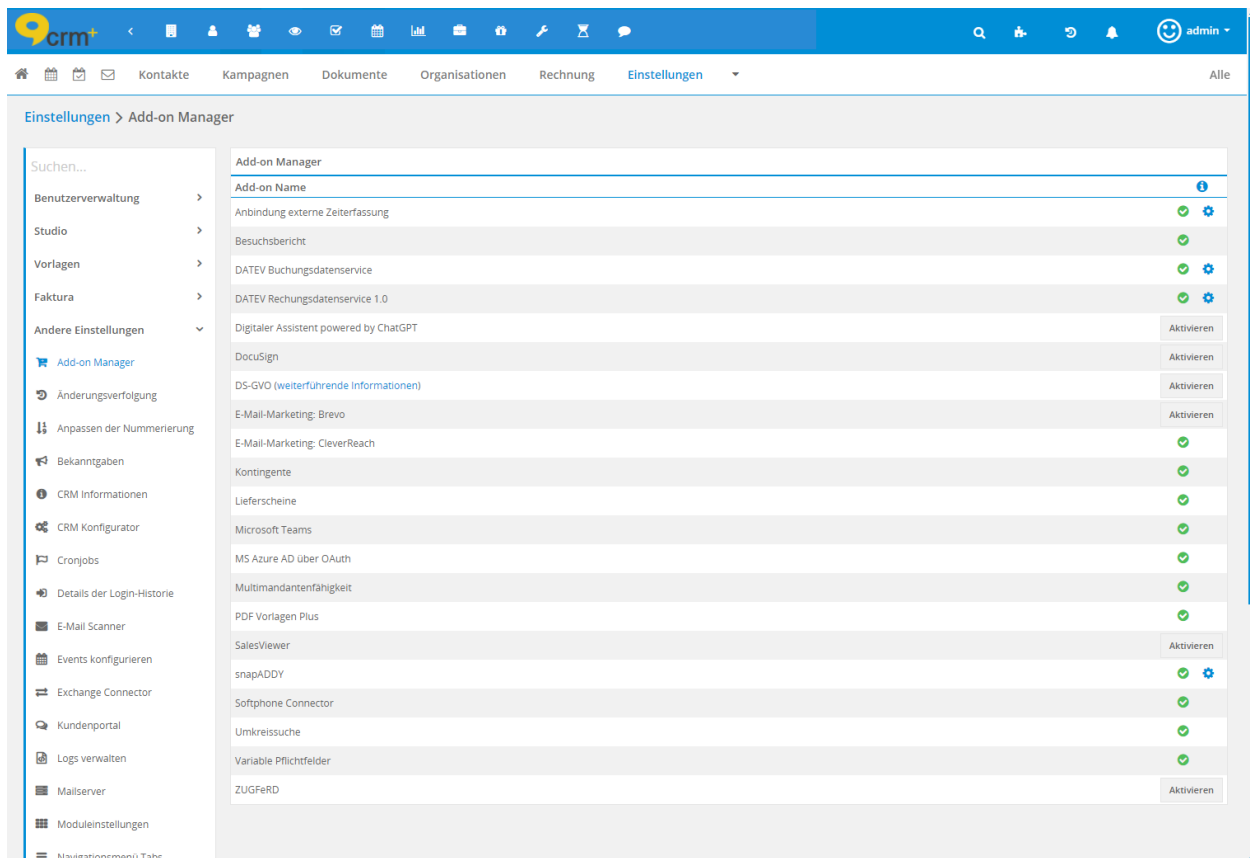 crm+
admin
Kontakte Kampagnen Dokumente Organisationen Rechnung Einstellungen Alle
Einstellungen > Add-on Manager
Suchen...
Benutzerverwaltung
Studio
Vorlagen
Faktura
Andere Einstellungen
Add-on Manager
Änderungsverfolgung
Anpassen der Nummerierung
Bekanntgaben
CRM Informationen
CRM Konfigurator
Cronjobs
Details der Login-Historie
E-Mail Scanner
Events konfigurieren
Exchange Connector
Kundenportal
Logs verwalten
Mailserver
Moduleinstellungen
Navigationsmenü Tabs
Add-on Manager
Add-on Name
Anbindung externe Zeiterfassung
Besuchsbericht
DATEV Buchungsdatenservice
DATEV Rechungsdatenservice 1.0
Digitaler Assistent powered by ChatGPT Aktivieren
DocuSign Aktivieren
DS-GVO (weiterführende Informationen) Aktivieren
E-Mail-Marketing: Brevo Aktivieren
E-Mail-Marketing: CleverReach
Kontingente
Lieferscheine
Microsoft Teams
MS Azure AD über OAuth
Multimandantenfähigkeit
PDF Vorlagen Plus
SalesViewer Aktivieren
snapADDY
Softphone Connector
Umkreissuche
Variable Pflichtfelder
ZUGFeRD Aktivieren